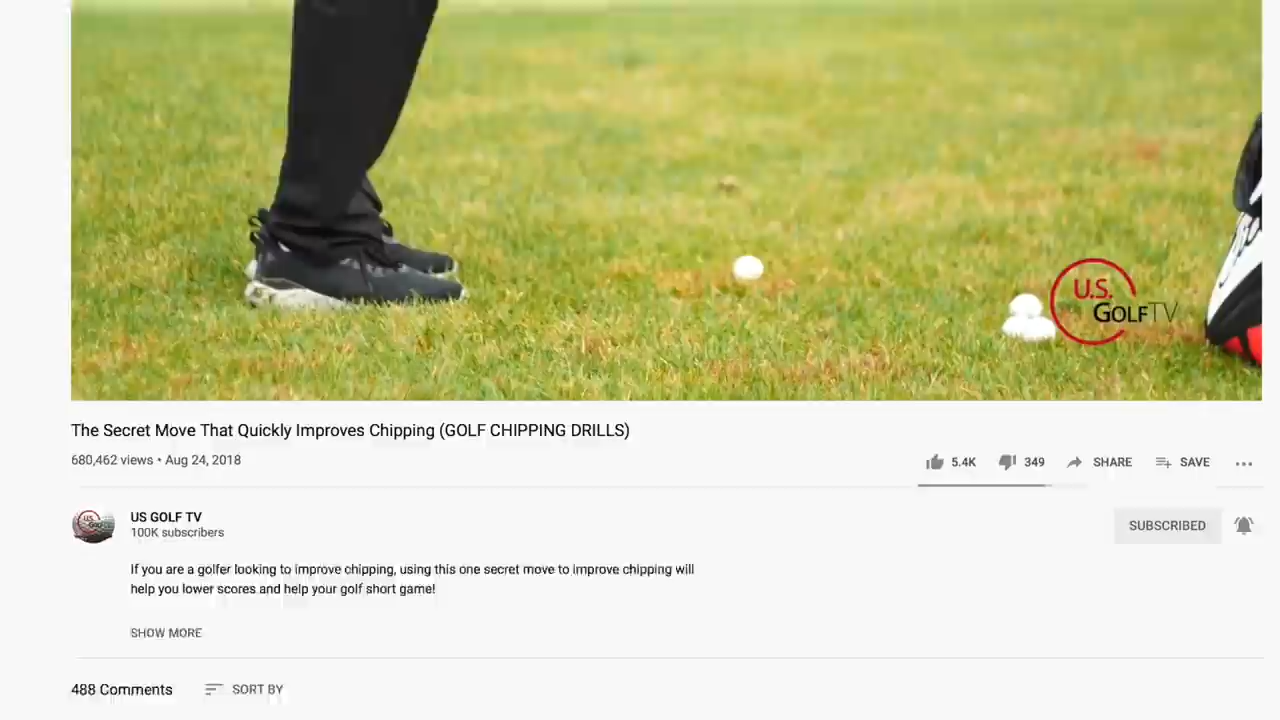 U.S.
GOLFTV
The Secret Move That Quickly Improves Chipping (GOLF CHIPPING DRILLS)
680,462 views • Aug 24, 2018
5.4K 349 SHARE SAVE
US GOLF TV
100K subscribers
SUBSCRIBED
If you are a golfer looking to improve chipping, using this one secret move to improve chipping will
help you lower scores and help your golf short game!
SHOW MORE
488 Comments SORT BY